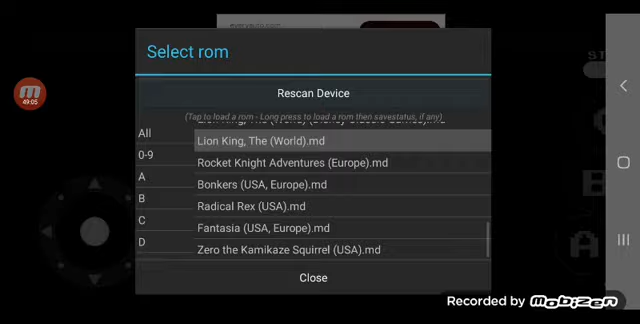 Select rom
Rescan Device
(Tap to load a rom - Long press to load a rom then savestatus, if any)
All
0-9
A
B
C
D
Lion King, The (World).md
Rocket Knight Adventures (Europe).md
Bonkers (USA, Europe).md
Radical Rex (USA).md
Fantasia (USA, Europe).md
Zero the Kamikaze Squirrel (USA).md
Close
49:05
B
A
Recorded by Mobizen